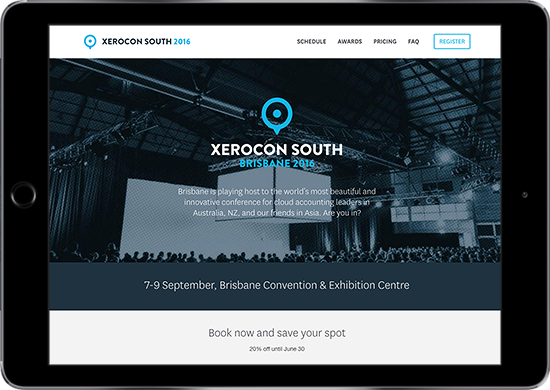 XEROCON SOUTH 2016
SCHEDULE AWARDS PRICING FAQ REGISTER
XEROCON SOUTH
BRISBANE 2016
Brisbane is playing host to the world's most beautiful and
innovative conference for cloud accounting leaders in
Australia, NZ, and our friends in Asia. Are you in?
7-9 September, Brisbane Convention & Exhibition Centre
Book now and save your spot
20% off until June 30